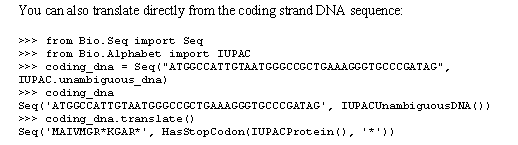 You can also translate directly from the coding strand DNA sequence:
>>> from Bio.Seq import Seq
>>> from Bio.Alphabet import IUPAC
>>> coding_dna = Seq("ATGGCCATTGTAATGGGCCGCTGAAAGGGTGCCCGATAG",
IUPAC.unambiguous_dna)
>>> coding_dna
Seq('ATGGCCATTGTAATGGGCCGCTGAAAGGGTGCCCGATAG', IUPACUnambiguousDNA())
>>> coding_dna.translate()
Seq('MAIVMGR*KGAR*', HasStopCodon(IUPACProtein(), '*'))